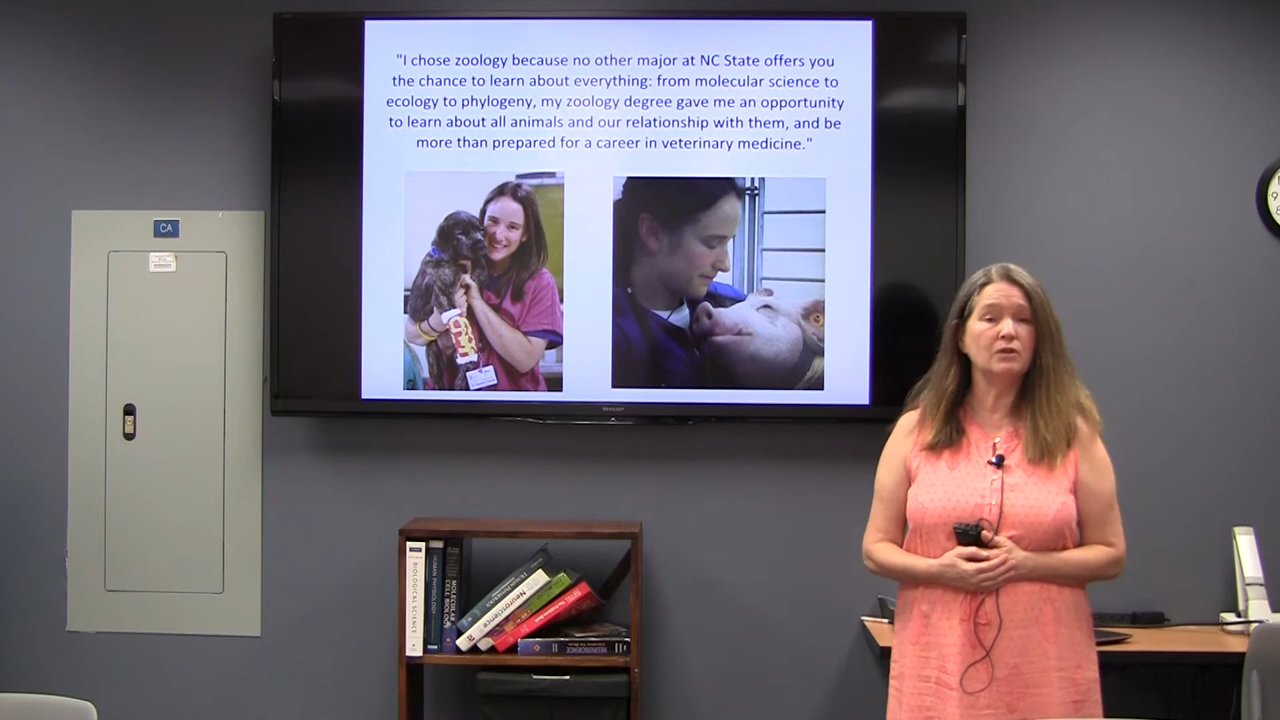 "I chose zoology because no other major at NC State offers you
the chance to learn about everything: from molecular science to
ecology to phylogeny, my zoology degree gave me an opportunity
to learn about all animals and our relationship with them, and be
more than prepared for a career in veterinary medicine."
CA
SHARP
BIOLOGICAL SCIENCE
HUMAN PHYSIOLOGY
MOLECULAR
CELL BIOLOGY
Neuroscience
NEUROSCIENCE
9